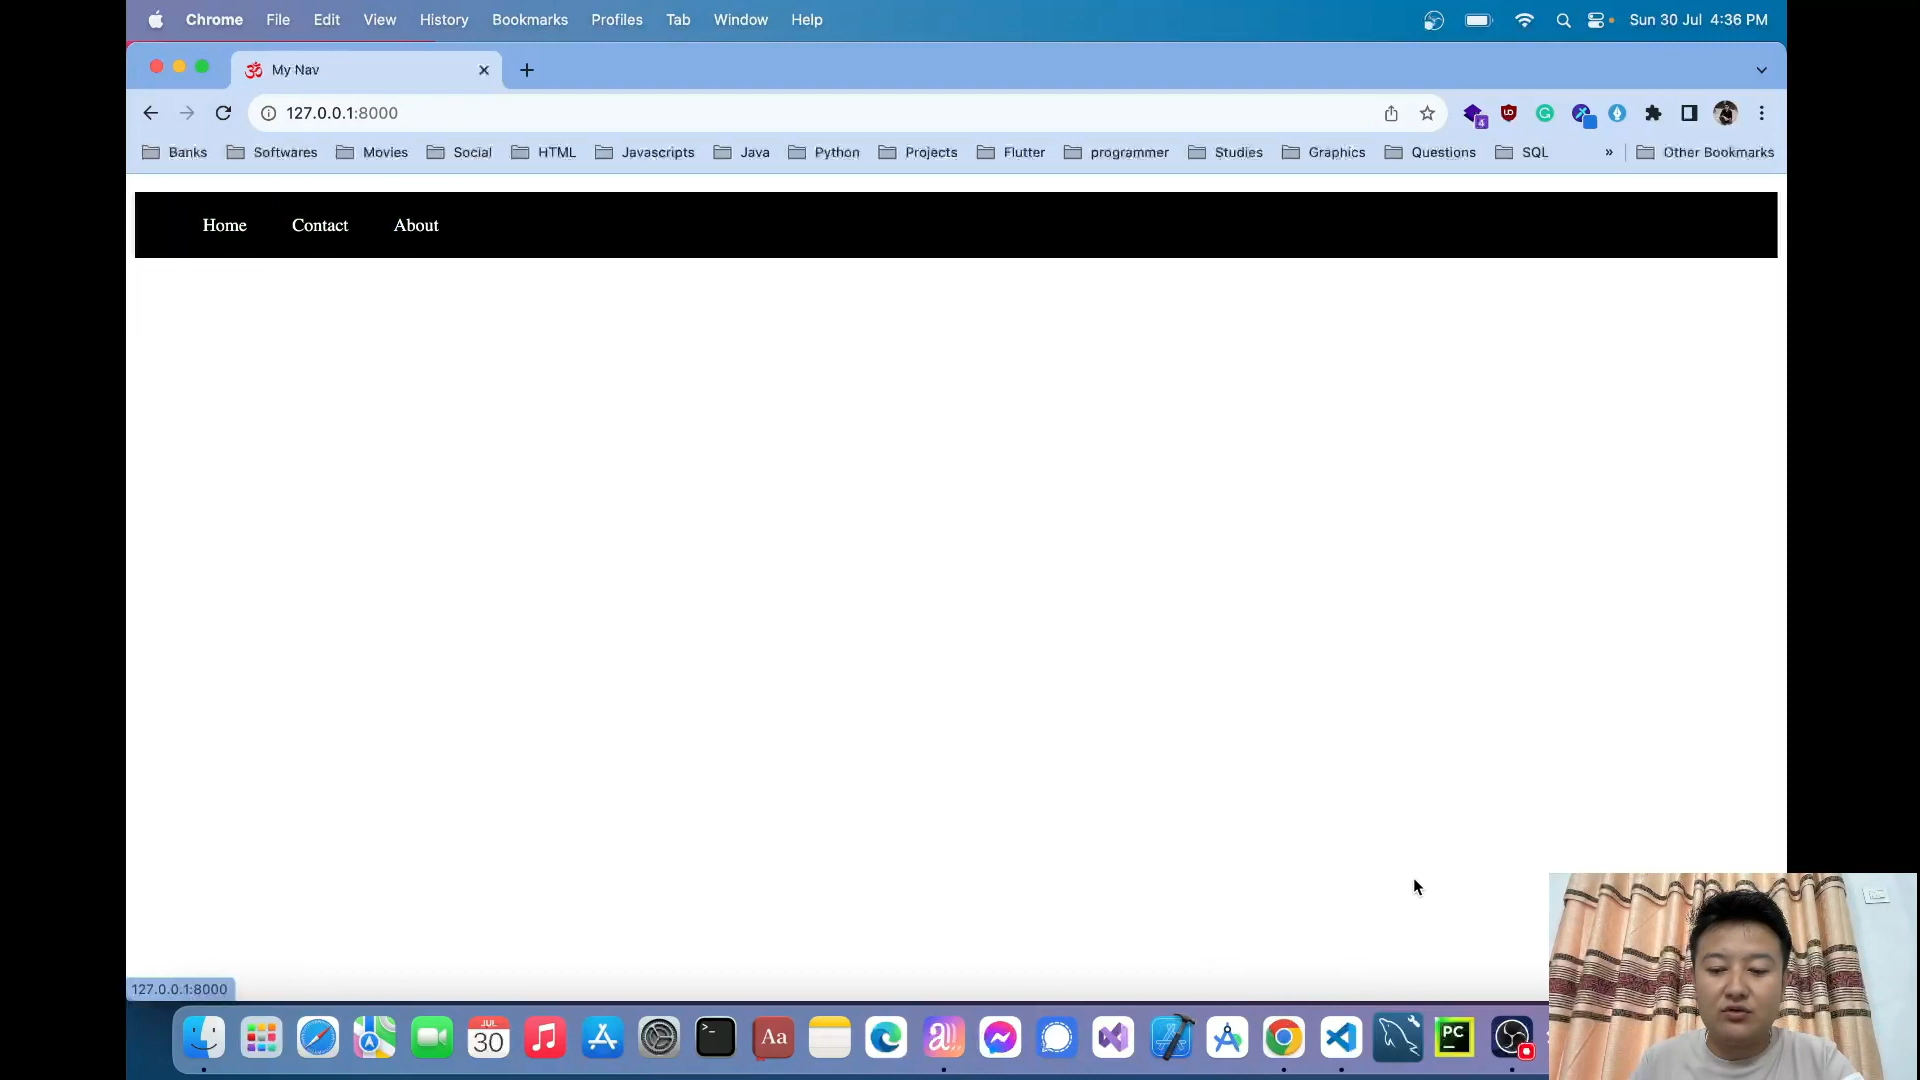 Chrome File Edit View History Bookmarks Profiles Tab Window Help Sun 30 Jul 4:36 PM
ॐ My Nav
127.0.0.1:8000
4
Banks Softwares Movies Social HTML Javascripts Java Python Projects Flutter programmer Studies Graphics Questions SQL » Other Bookmarks
Home Contact About
127.0.0.1:8000
JUL
30
>_
Aa
PC